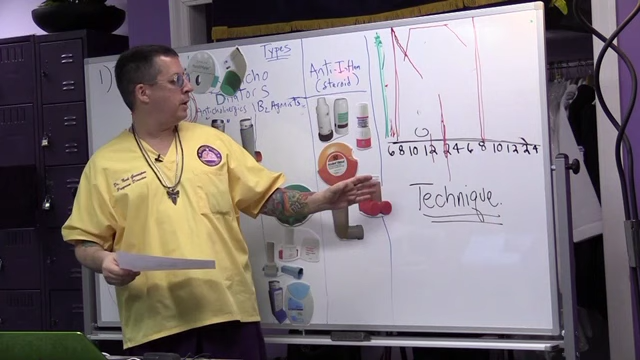 1)
Types
cho
Dilators
Anti-Inflam
(steroid)
Anticholinergics
B2 Agonists
6 8 10 12 2 4 6 8 10 12 2 4
Technique